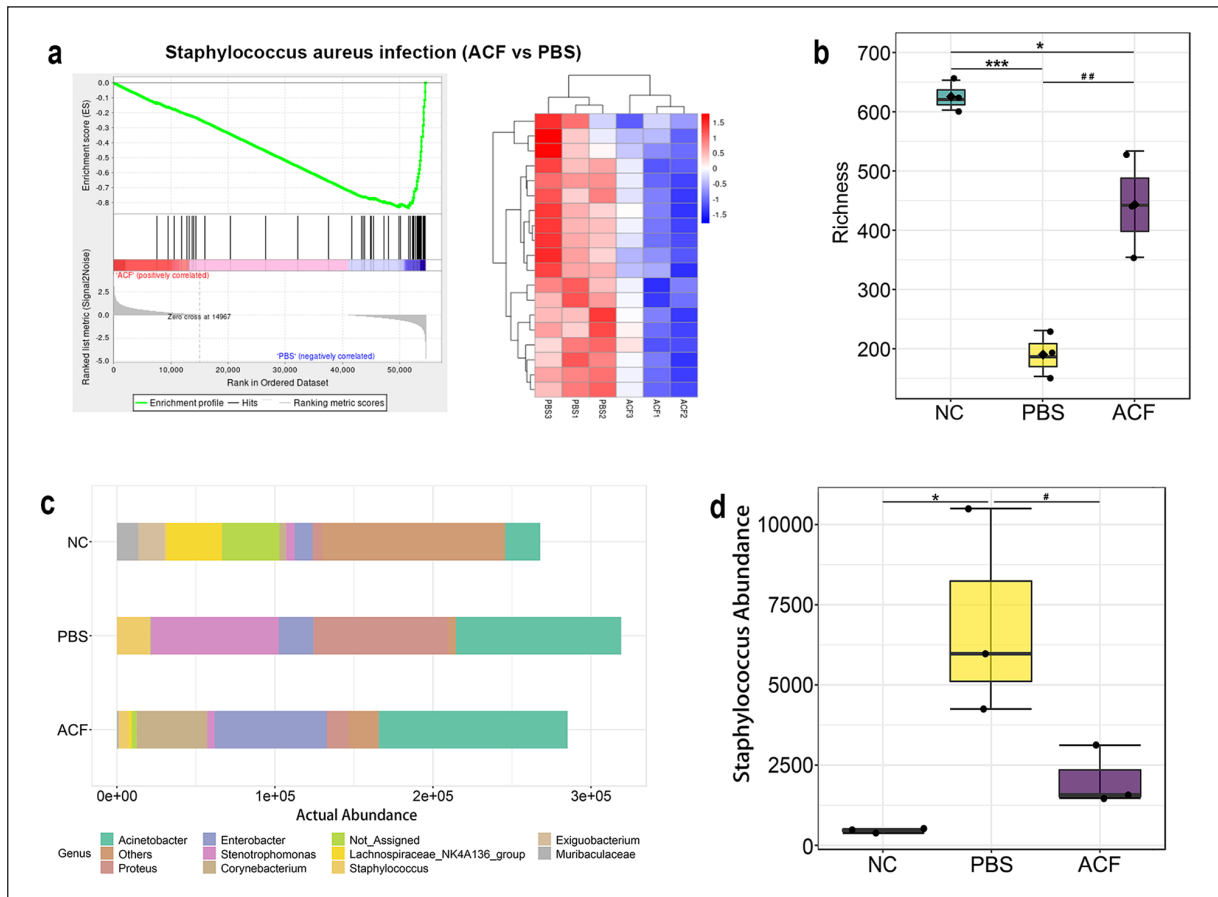 a
Staphylococcus aureus infection (ACF vs PBS)
Enrichment score (ES)
0.0
-0.1
-0.2
-0.3
-0.4
-0.5
-0.6
-0.7
-0.8
'ACF' (positively correlated)
Ranked list metric (Signal2Noise)
2.5
0.0
-2.5
-5.0
Zero cross at 14967
'PBS' (negatively correlated)
0 10,000 20,000 30,000 40,000 50,000
Rank in Ordered Dataset
Enrichment profile Hits Ranking metric scores
1.5
1
0.5
0
-0.5
-1
-1.5
PBS3 PBS1 PBS2 ACF3 ACF1 ACF2
b
Richness
700
600
500
400
300
200
*
***
##
NC PBS ACF
c
NC
PBS
ACF
0e+00 1e+05 2e+05 3e+05
Actual Abundance
Genus
Acinetobacter Enterobacter Not_Assigned Exiguobacterium
Others Stenotrophomonas Lachnospiraceae_NK4A136_group Muribaculaceae
Proteus Corynebacterium Staphylococcus
d
Staphylococcus Abundance
10000
7500
5000
2500
0
* #
NC PBS ACF